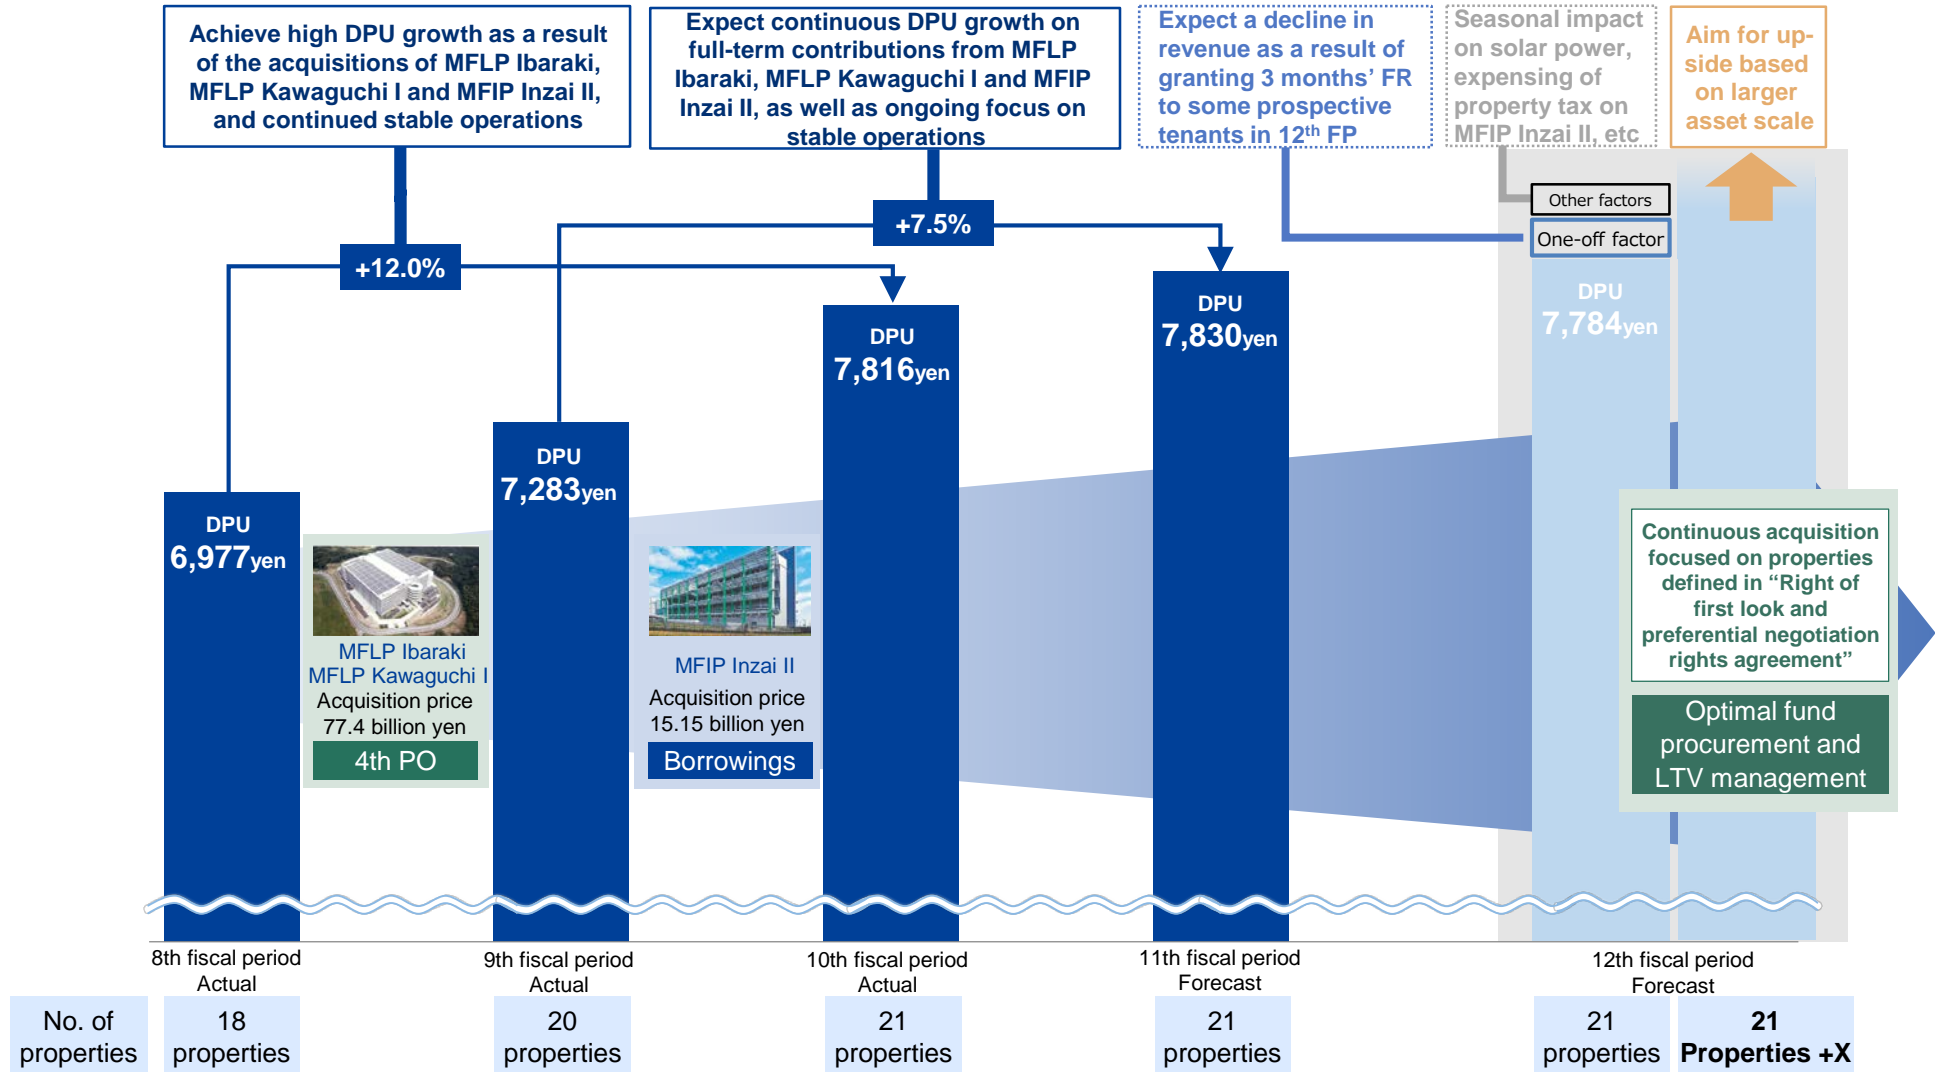 Achieve high DPU growth as a result
of the acquisitions of MFLP Ibaraki,
MFLP Kawaguchi I and MFIP Inzai II,
and continued stable operations
Expect continuous DPU growth on
full-term contributions from MFLP
Ibaraki, MFLP Kawaguchi I and MFIP
Inzai II, as well as ongoing focus on
stable operations
Expect a decline in
revenue as a result of
granting 3 months’ FR
to some prospective
tenants in 12th FP
Seasonal impact
on solar power,
expensing of
property tax on
MFIP Inzai II, etc
Aim for up-
side based
on larger
asset scale
+12.0%
+7.5%
Other factors
One-off factor
DPU
6,977yen
DPU
7,283yen
DPU
7,816yen
DPU
7,830yen
DPU
7,784yen
MFLP Ibaraki
MFLP Kawaguchi I
Acquisition price
77.4 billion yen
4th PO
MFIP Inzai II
Acquisition price
15.15 billion yen
Borrowings
Continuous acquisition
focused on properties
defined in “Right of
first look and
preferential negotiation
rights agreement”
Optimal fund
procurement and
LTV management
8th fiscal period
Actual
9th fiscal period
Actual
10th fiscal period
Actual
11th fiscal period
Forecast
12th fiscal period
Forecast
No. of
properties
18
properties
20
properties
21
properties
21
properties
21
properties
21
Properties +X